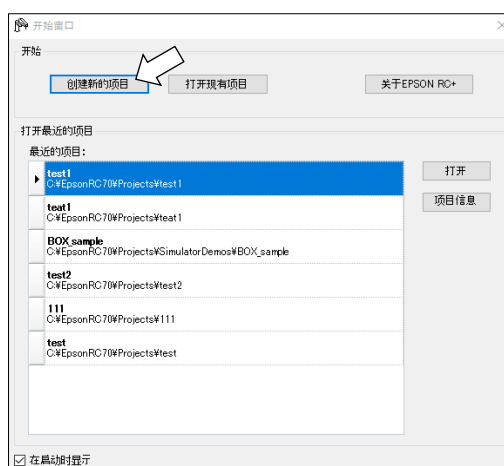 开始窗口
开始
创建新的项目
打开现有项目
关于EPSON RC+
打开最近的项目
最近的项目：
test1
C:¥EpsonRC70¥Projects¥test1
打开
teat1
C:¥EpsonRC70¥Projects¥teat1
项目信息
BOX_sample
C:¥EpsonRC70¥Projects¥SimulatorDemos¥BOX_sample
test2
C:¥EpsonRC70¥Projects¥test2
111
C:¥EpsonRC70¥Projects¥111
test
C:¥EpsonRC70¥Projects¥test
在启动时显示